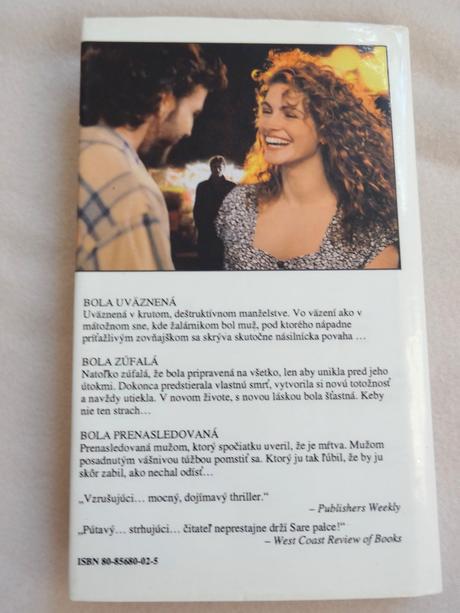 BOLA UVÄZNENÁ
Uväznená v krutom, deštruktívnom manželstve. Vo väzení ako v
mátožnom sne, kde žalárnikom bol muž, pod ktorého nápadne
príťažlivým zovňajškom sa skrýva skutočne násilnícka povaha ...
BOLA ZÚFALÁ
Natoľko zúfalá, že bola pripravená na všetko, len aby unikla pred jeho
útokmi. Dokonca predstierala vlastnú smrť, vytvorila si novú totožnosť
a navždy utiekla. V novom živote, s novou láskou bola šťastná. Keby
nie ten strach...
BOLA PRENASLEDOVANÁ
Prenasledovaná mužom, ktorý spočiatku uveril, že je mŕtva. Mužom
posadnutým vášnivou túžbou pomstiť sa. Ktorý ju tak ľúbil, že by ju
skôr zabil, ako nechal odísť...
„Vzrušujúci... mocný, dojímavý thriller."
– Publishers Weekly
„Pútavý... strhujúci... čitateľ neprestajne drží Sare palce!"
– West Coast Review of Books
ISBN 80-85680-02-5